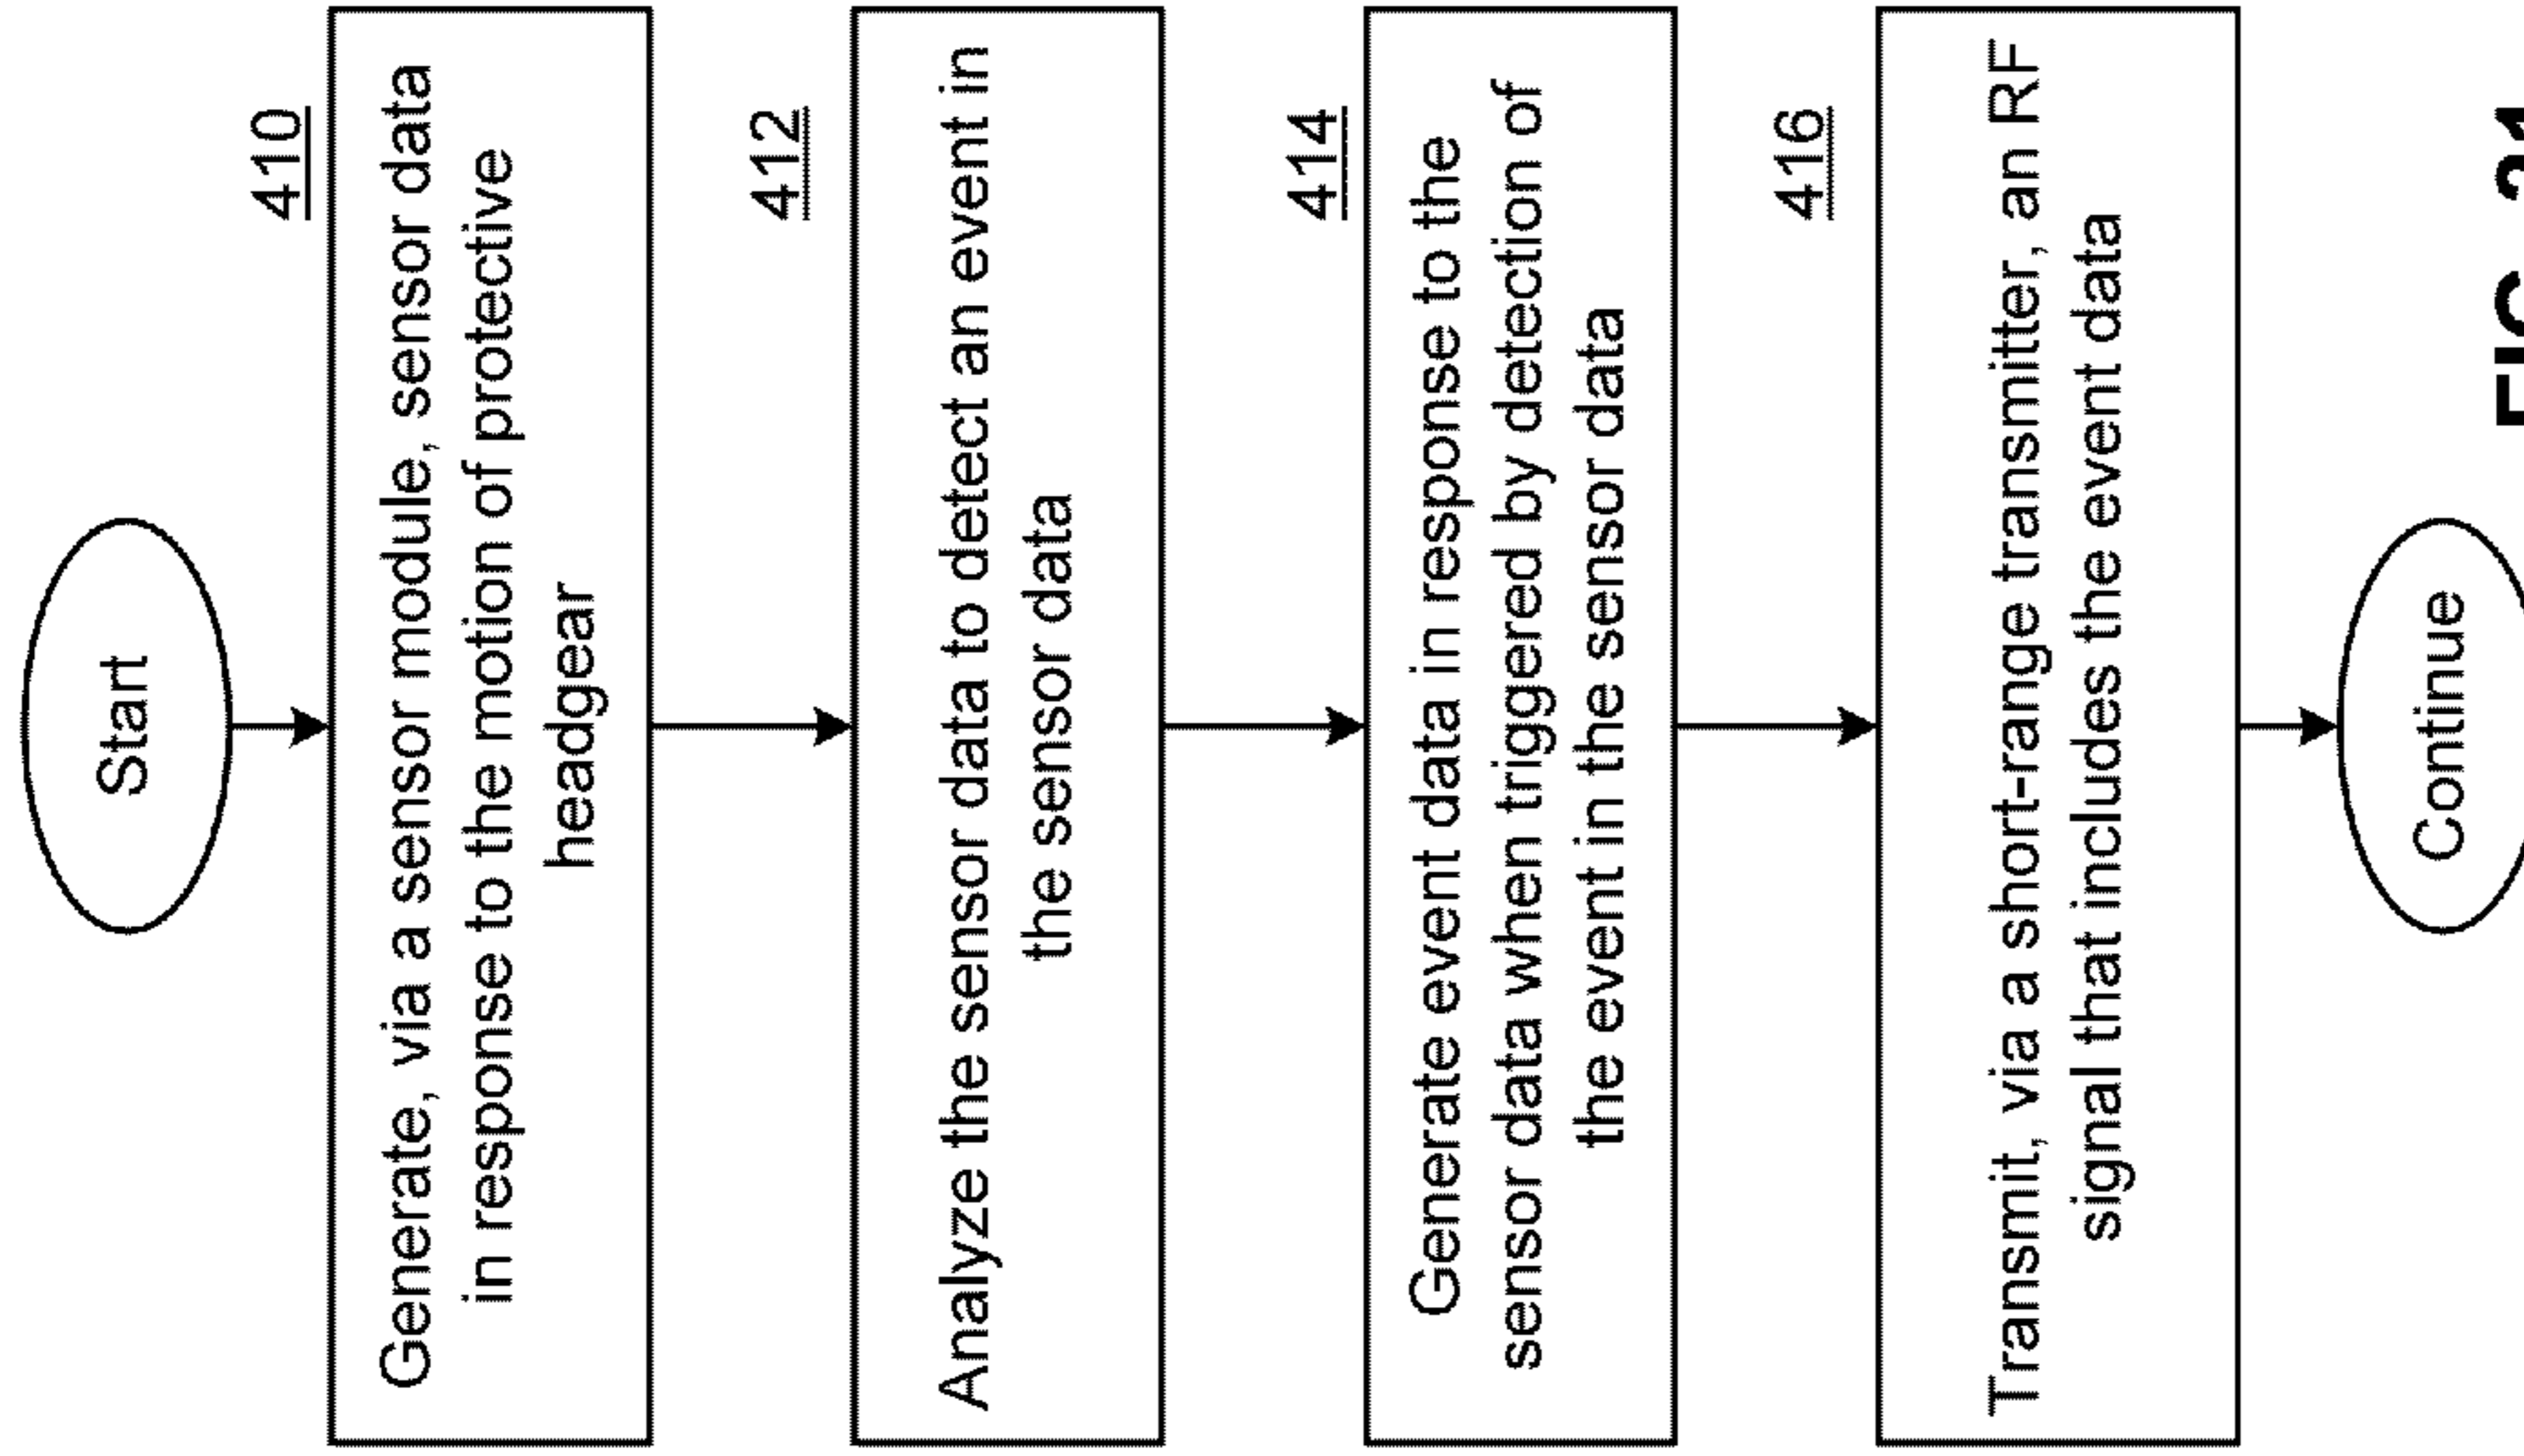 Start
410
Generate, via a sensor module, sensor data
in response to the motion of protective
headgear
412
Analyze the sensor data to detect an event in
the sensor data
414
Generate event data in response to the
sensor data when triggered by detection of
the event in the sensor data
416
Transmit, via a short-range transmitter, an RF
signal that includes the event data
Continue